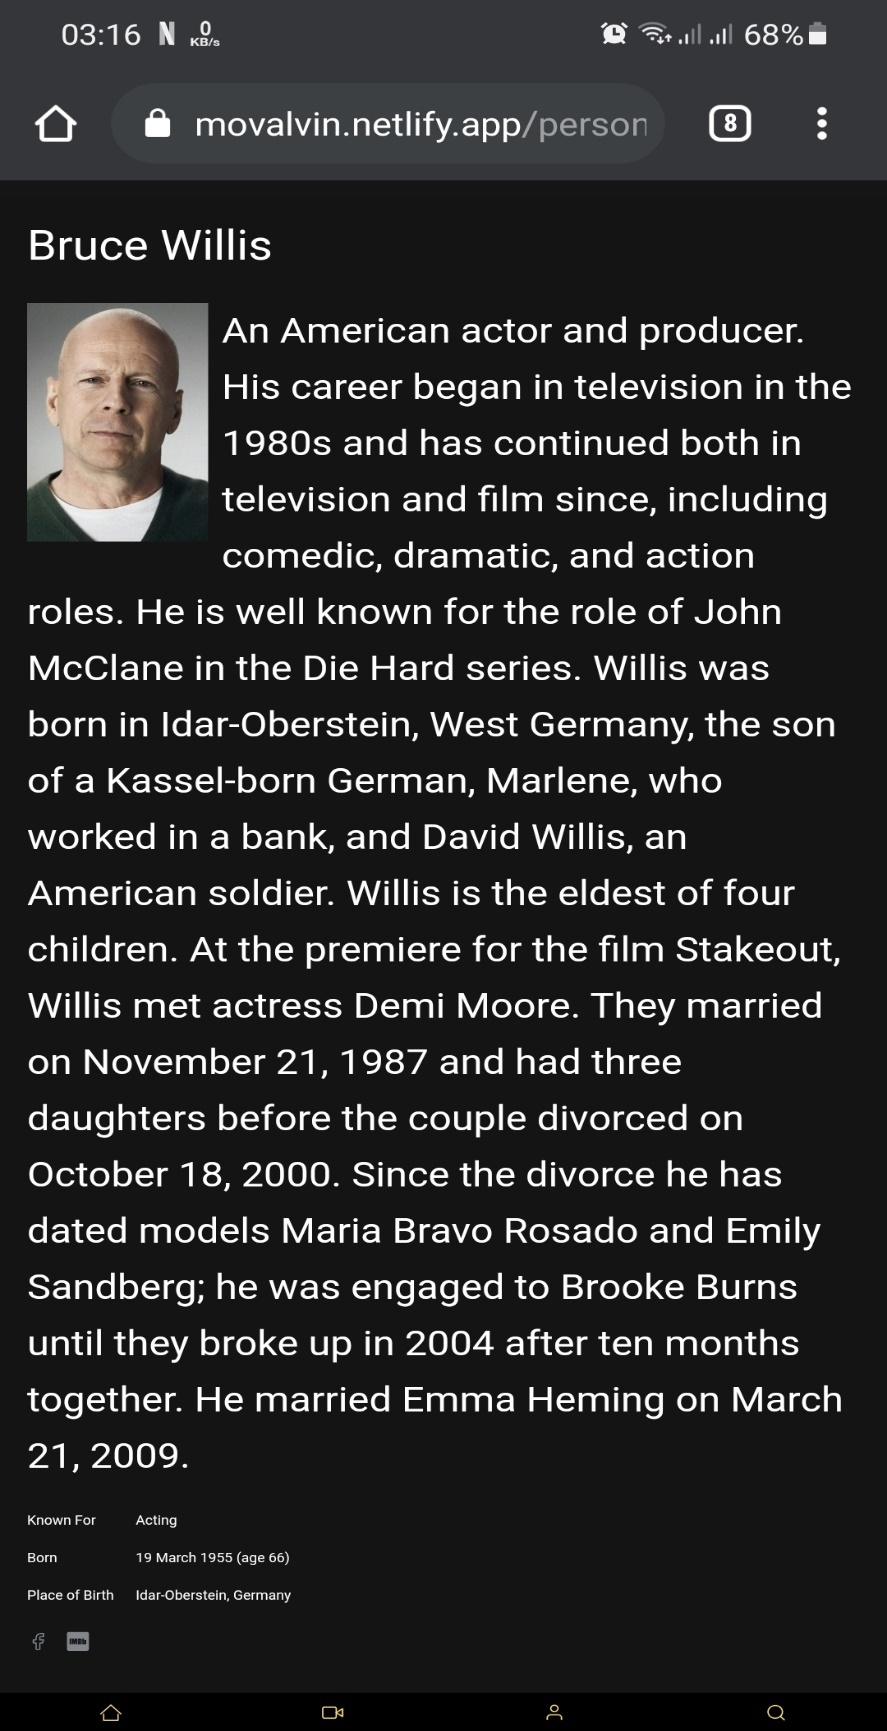 03:16 N 0 KB/s 68%
movalvin.netlify.app/person 8
Bruce Willis
An American actor and producer.
His career began in television in the
1980s and has continued both in
television and film since, including
comedic, dramatic, and action
roles. He is well known for the role of John
McClane in the Die Hard series. Willis was
born in Idar-Oberstein, West Germany, the son
of a Kassel-born German, Marlene, who
worked in a bank, and David Willis, an
American soldier. Willis is the eldest of four
children. At the premiere for the film Stakeout,
Willis met actress Demi Moore. They married
on November 21, 1987 and had three
daughters before the couple divorced on
October 18, 2000. Since the divorce he has
dated models Maria Bravo Rosado and Emily
Sandberg; he was engaged to Brooke Burns
until they broke up in 2004 after ten months
together. He married Emma Heming on March
21, 2009.
Known For Acting
Born 19 March 1955 (age 66)
Place of Birth Idar-Oberstein, Germany
IMDb